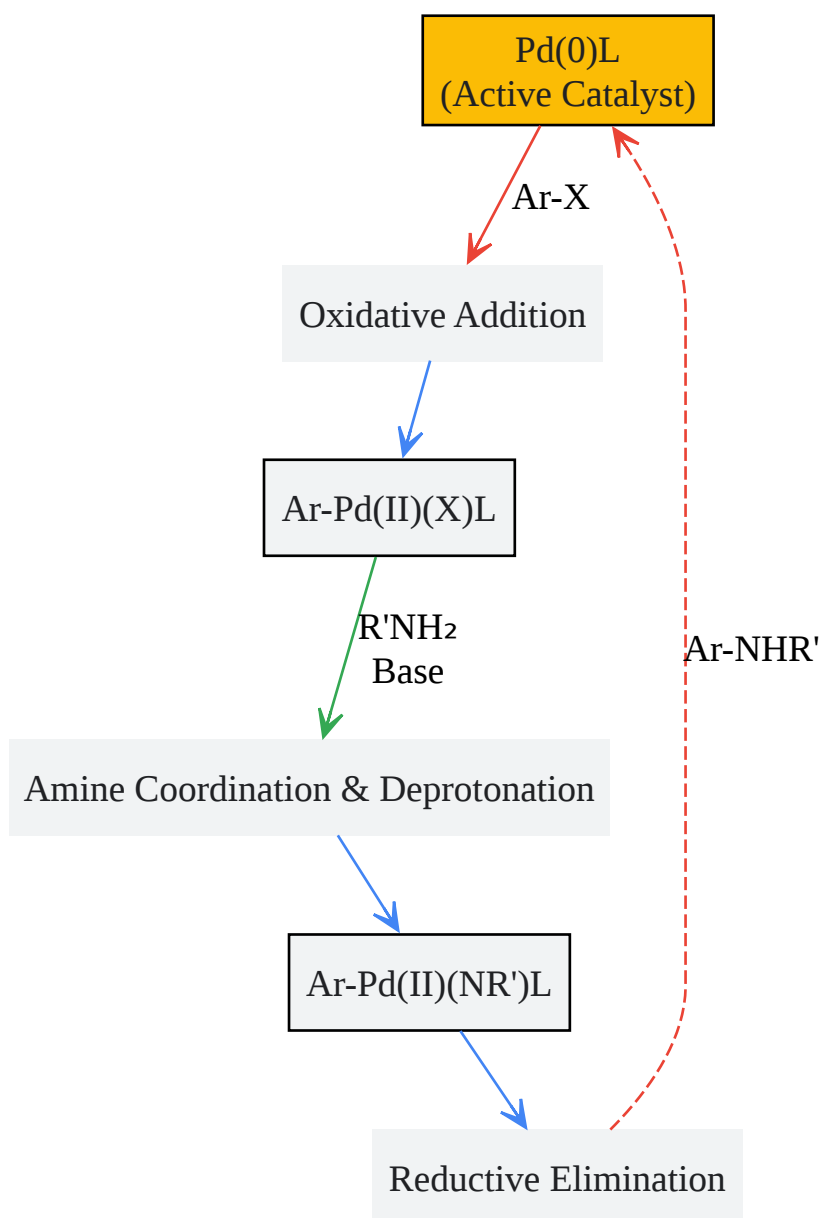 Pd(0)L
(Active Catalyst)
Ar-X
Oxidative Addition
Ar-Pd(II)(X)L
R'NH₂
Base
Ar-NHR'
Amine Coordination & Deprotonation
Ar-Pd(II)(NR')L
Reductive Elimination